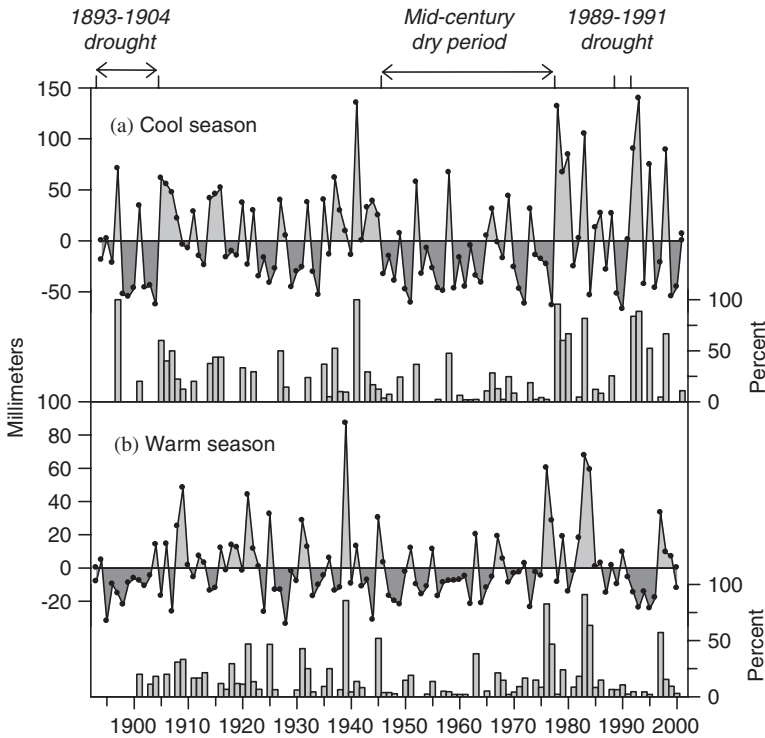 1893-1904 Mid-century 1989-1991
drought dry period drought
150
(a) Cool season
100
50
0
-50
100
50
0
Percent
Millimeters
100
(b) Warm season
80
60
40
20
0
-20
100
50
0
Percent
1900 1910 1920 1930 1940 1950 1960 1970 1980 1990 2000